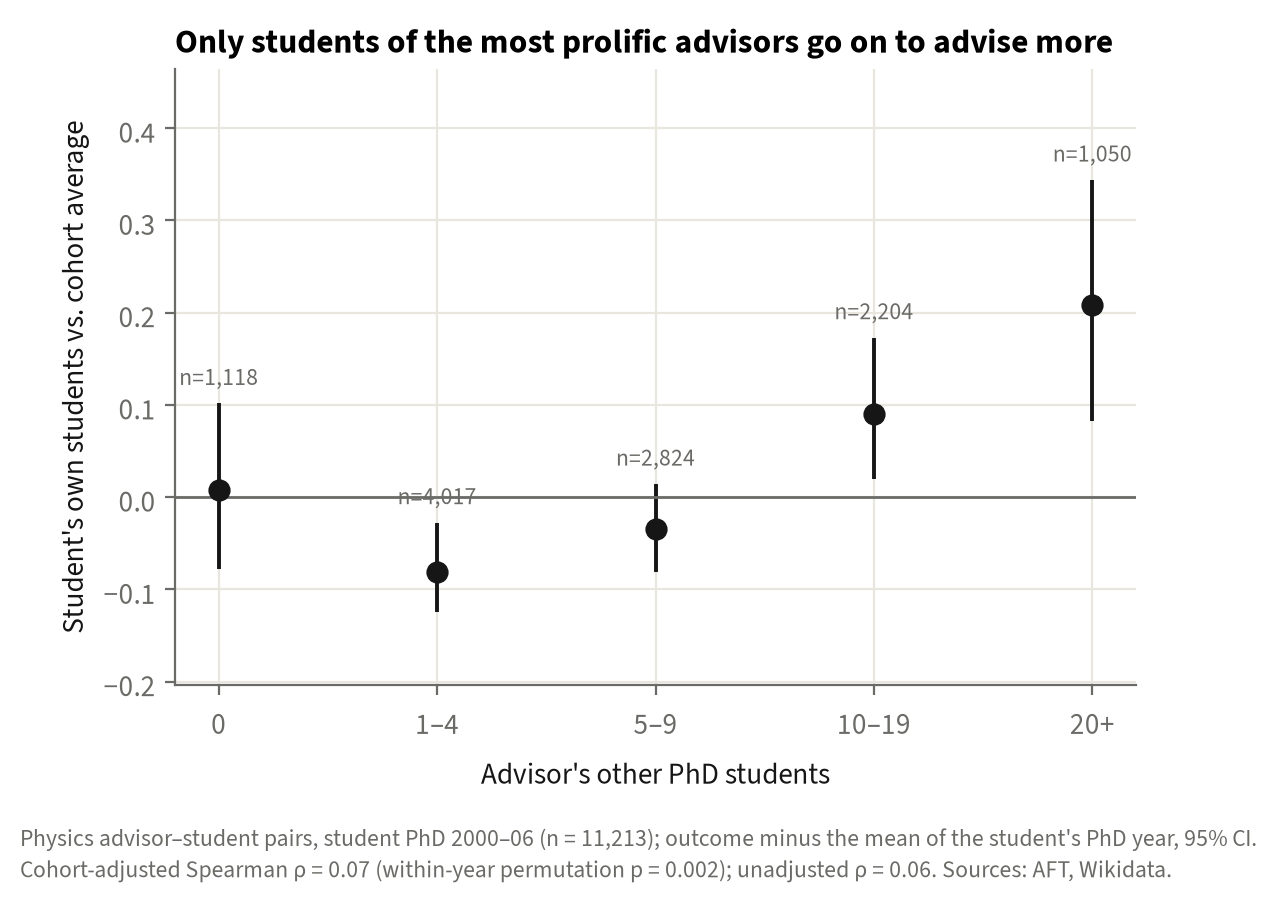 Only students of the most prolific advisors go on to advise more
Student's own students vs. cohort average
0.4
0.3
0.2
0.1
0.0
−0.1
−0.2
n=1,118
n=4,017
n=2,824
n=2,204
n=1,050
0
1–4
5–9
10–19
20+
Advisor's other PhD students
Physics advisor–student pairs, student PhD 2000–06 (n = 11,213); outcome minus the mean of the student's PhD year, 95% CI.
Cohort-adjusted Spearman ρ = 0.07 (within-year permutation p = 0.002); unadjusted ρ = 0.06. Sources: AFT, Wikidata.